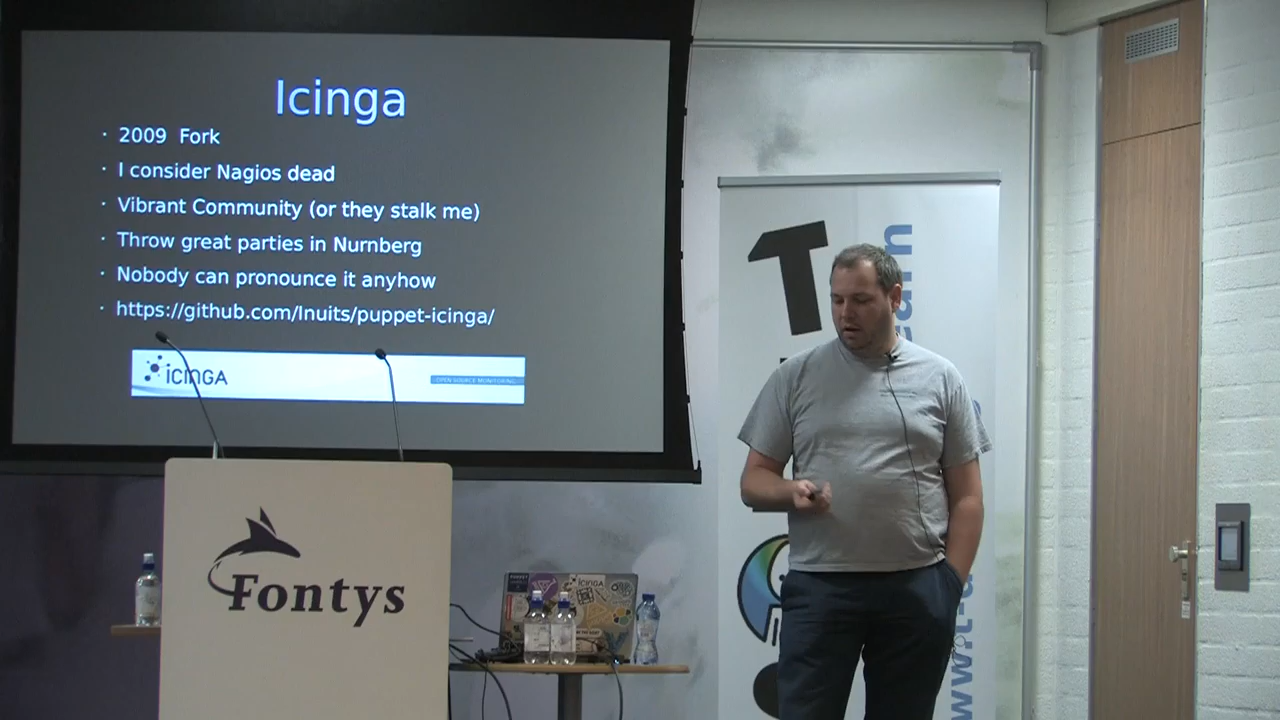 Icinga
· 2009 Fork
· I consider Nagios dead
· Vibrant Community (or they stalk me)
· Throw great parties in Nurnberg
· Nobody can pronounce it anyhow
· https://github.com/Inuits/puppet-icinga/
ICINGA
OPEN SOURCE MONITORING
Fontys
ICINGA
T